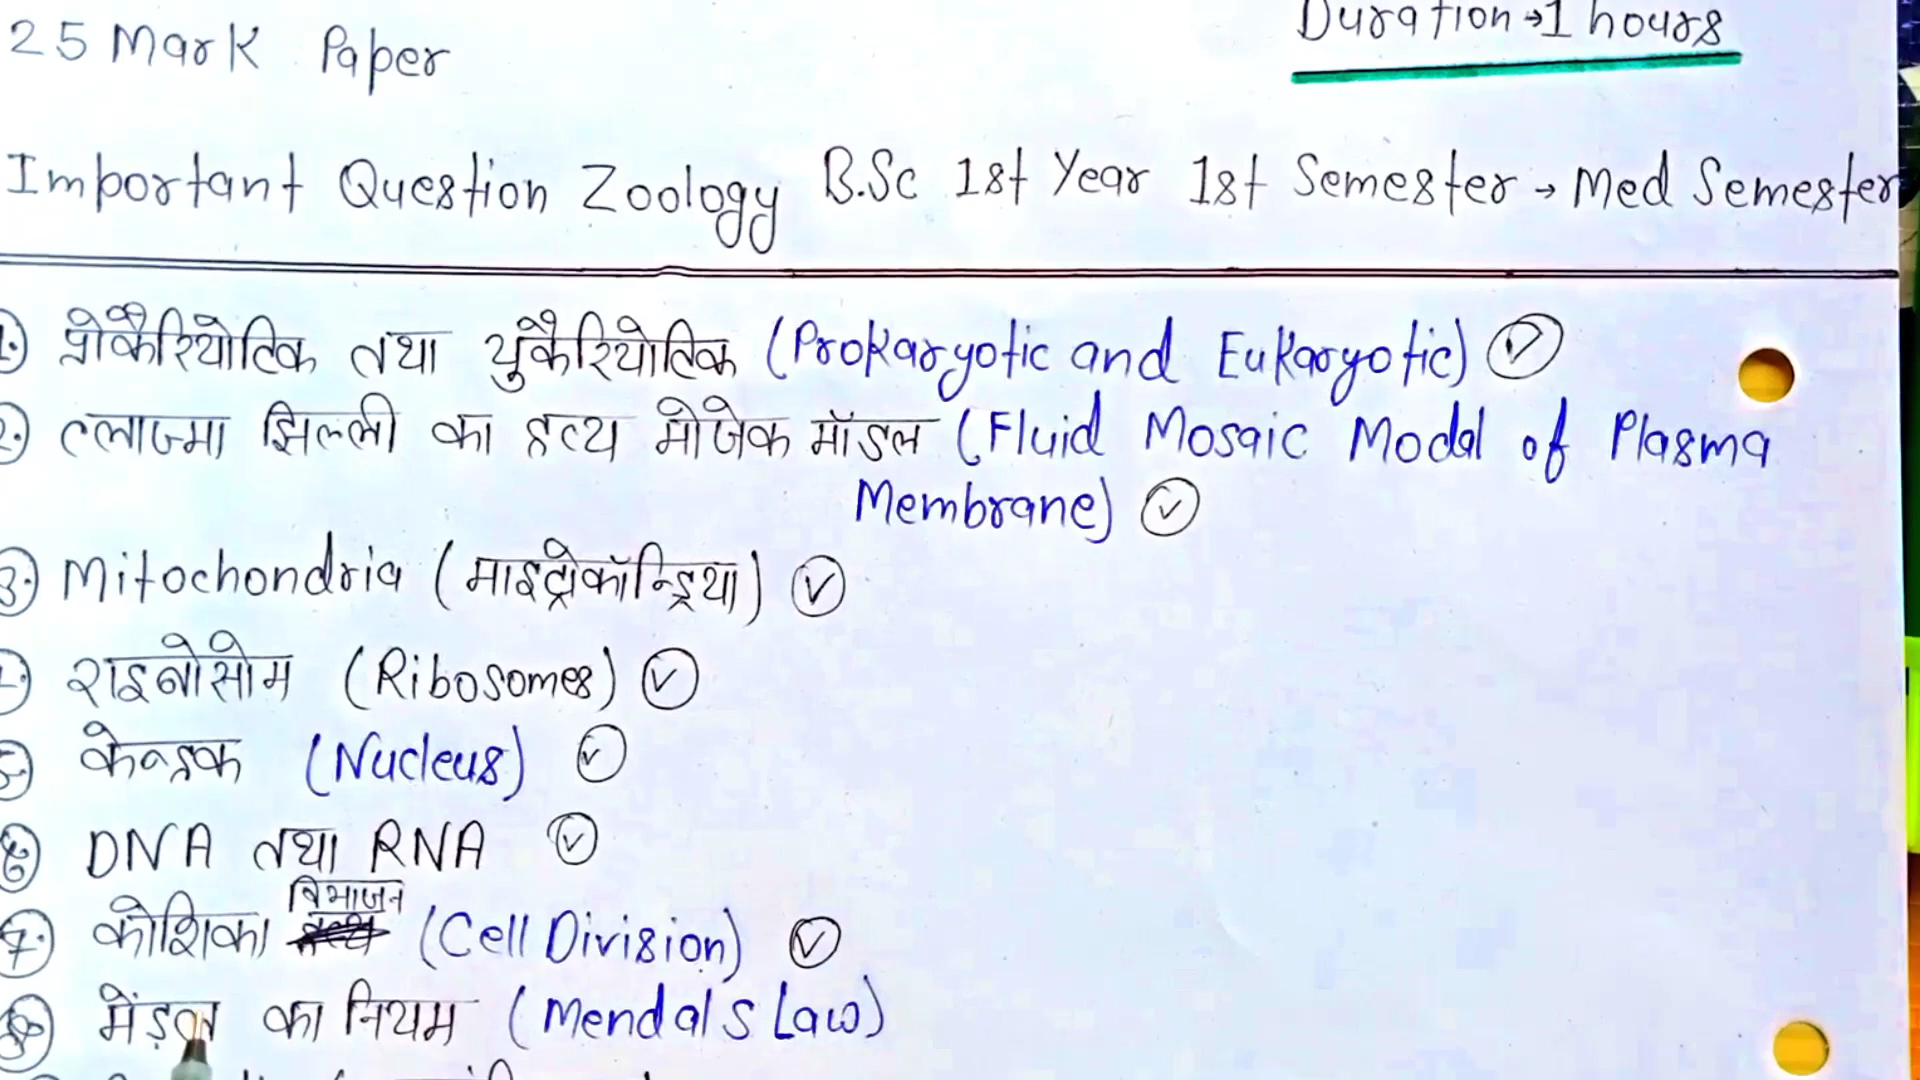 25 Mark Paper
Duration→1 hours
Important Question Zoology B.Sc 1st Year 1st Semester → Med Semester
1. प्रोकैरियोटिक तथा युकैरियोटिक (Prokaryotic and Eukaryotic)
2. प्लाज्मा झिल्ली का द्रव्य मोजेक मॉडल (Fluid Mosaic Modal of Plasma
Membrane)
3. Mitochondria (माइट्रोकॉन्ड्रिया)
राइबोसोम (Ribosomes)
5. केन्द्रक (Nucleus)
6 DNA तथा RNA
विभाजन
7. कोशिका (Cell Division)
8. मेंडल का नियम (Mendal's Law)